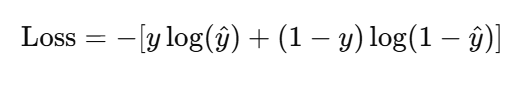 Loss = −[y log(ŷ) + (1 − y) log(1 − ŷ)]